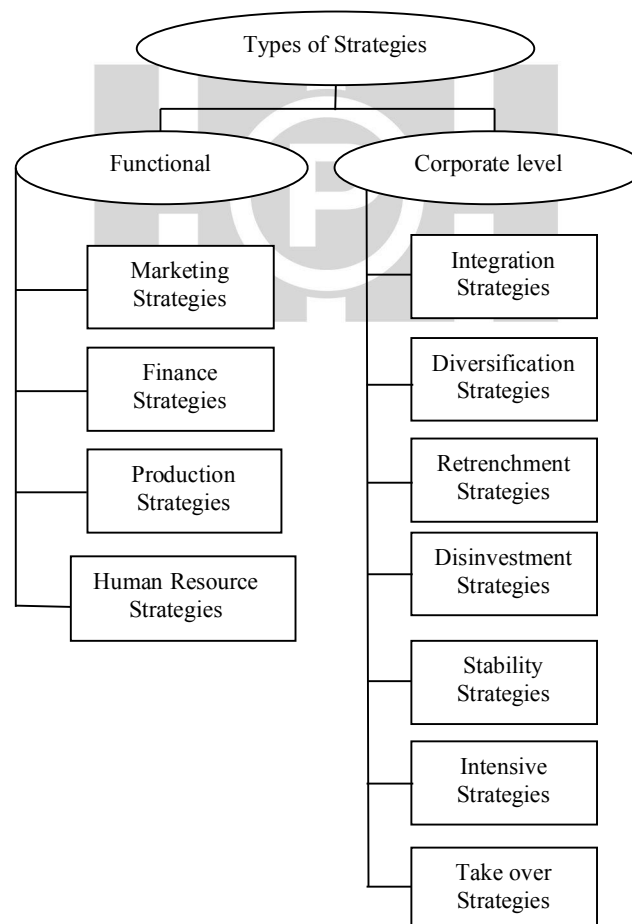 Types of Strategies
Functional
Marketing
Strategies
Finance
Strategies
Production
Strategies
Human Resource
Strategies
Corporate level
Integration
Strategies
Diversification
Strategies
Retrenchment
Strategies
Disinvestment
Strategies
Stability
Strategies
Intensive
Strategies
Take over
Strategies